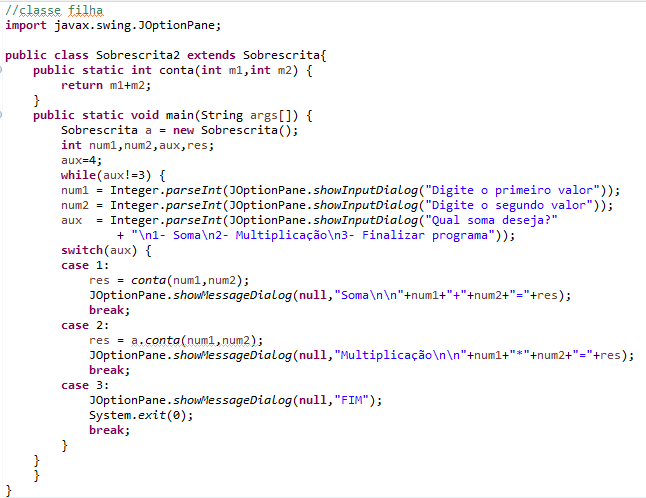 //classe filha
import javax.swing.JOptionPane;

public class Sobrescrita2 extends Sobrescrita{
    public static int conta(int m1,int m2) {
        return m1+m2;
    }
    public static void main(String args[]) {
        Sobrescrita a = new Sobrescrita();
        int num1,num2,aux,res;
        aux=4;
        while(aux!=3) {
        num1 = Integer.parseInt(JOptionPane.showInputDialog("Digite o primeiro valor"));
        num2 = Integer.parseInt(JOptionPane.showInputDialog("Digite o segundo valor"));
        aux  = Integer.parseInt(JOptionPane.showInputDialog("Qual soma deseja?"
                + "\n1- Soma\n2- Multiplicação\n3- Finalizar programa"));
        switch(aux) {
        case 1:
            res = conta(num1,num2);
            JOptionPane.showMessageDialog(null,"Soma\n\n"+num1+"+"+num2+"="+res);
            break;
        case 2:
            res = a.conta(num1,num2);
            JOptionPane.showMessageDialog(null,"Multiplicação\n\n"+num1+"*"+num2+"="+res);
            break;
        case 3:
            JOptionPane.showMessageDialog(null,"FIM");
            System.exit(0);
            break;
        }
    }
    }
}